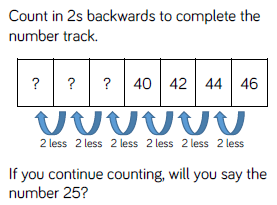 Count in 2s backwards to complete the
number track.
? ? ? 40 42 44 46
2 less 2 less 2 less 2 less 2 less 2 less
If you continue counting, will you say the
number 25?